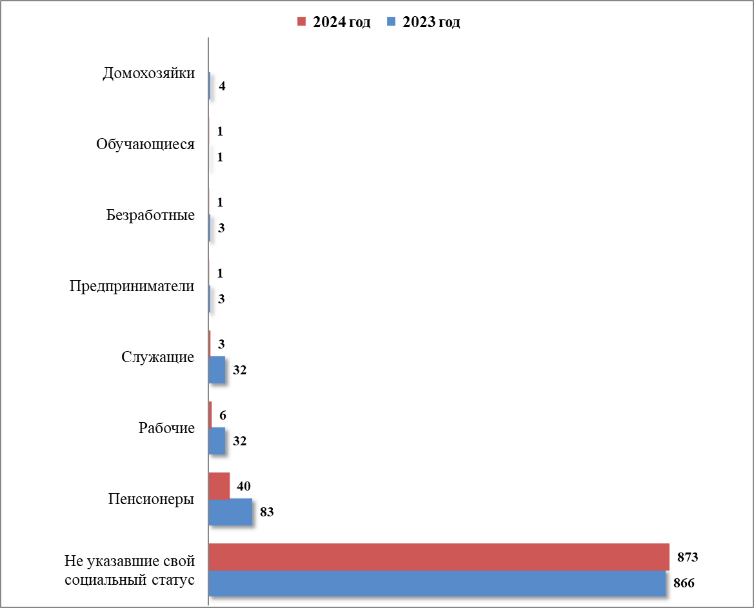 2024 год 2023 год
Домохозяйки
4
Обучающиеся
1
1
Безработные
1
3
Предприниматели
1
3
Служащие
3
32
Рабочие
6
32
Пенсионеры
40
83
Не указавшие свой
социальный статус
873
866